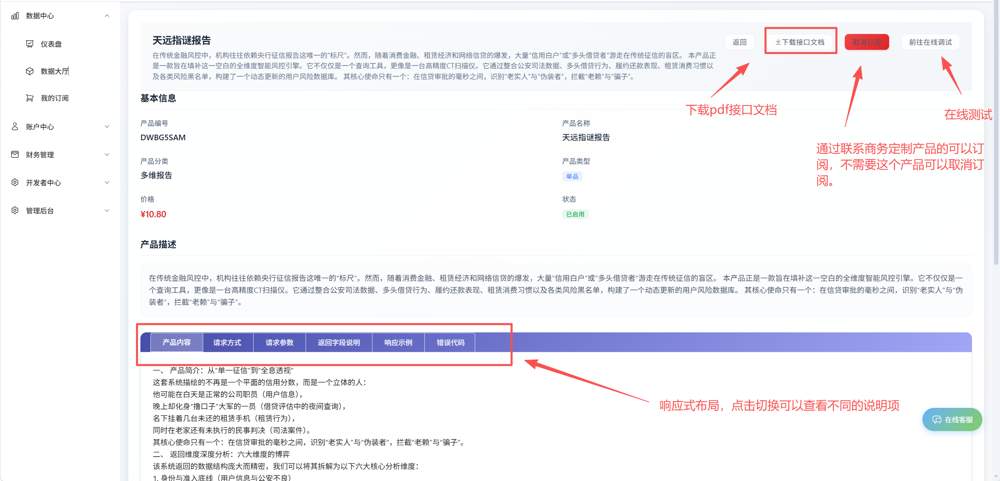 数据中心
仪表盘
数据大厅
我的订阅
账户中心
财务管理
开发者中心
管理后台
天远指谜报告
返回
下载接口文档
取消订阅
前往在线调试
在传统金融风控中，机构往往依赖央行征信报告这唯一的“标尺”。然而，随着消费金融、租赁经济和网络信贷的爆发，大量“信用白户”或“多头借贷者”游走在传统征信的盲区。 本产品正
是一款旨在填补这一空白的全维度智能风控引擎。它不仅仅是一个查询工具，更像是一台高精度CT扫描仪。它通过整合公安司法数据、多头借贷行为、履约还款表现、租赁消费习惯以
及各类风险黑名单，构建了一个动态更新的用户风险数据库。 其核心使命只有一个：在信贷审批的毫秒之间，识别“老实人”与“伪装者”，拦截“老赖”与“骗子”。
下载pdf接口文档
在线测试
通过联系商务定制产品的可以订
阅，不需要这个产品可以取消订
阅。
基本信息
产品编号
DWBG5SAM
产品名称
天远指谜报告
产品分类
多维报告
产品类型
单品
价格
¥10.80
状态
已启用
产品描述
在传统金融风控中，机构往往依赖央行征信报告这唯一的“标尺”。然而，随着消费金融、租赁经济和网络信贷的爆发，大量“信用白户”或“多头借贷者”游走在传统征信的盲区。 本产品正是一款旨在填补这一空白的全维度智能风控引擎。它不仅仅是一
个查询工具，更像是一台高精度CT扫描仪。它通过整合公安司法数据、多头借贷行为、履约还款表现、租赁消费习惯以及各类风险黑名单，构建了一个动态更新的用户风险数据库。 其核心使命只有一个：在信贷审批的毫秒之间，识别“老实人”与“伪
装者”，拦截“老赖”与“骗子”。
产品内容
请求方式
请求参数
返回字段说明
响应示例
错误代码
一、 产品简介：从“单一征信”到“全息透视”
这套系统描绘的不再是一个平面的信用分数，而是一个立体的人：
他可能在白天是正常的公司职员（用户信息），
晚上却化身“撸口子”大军的一员（借贷评估中的夜间查询），
名下挂着几台未还的租赁手机（租赁行为），
同时在老家还有未执行的民事判决（司法案件）。
其核心使命只有一个：在信贷审批的毫秒之间，识别“老实人”与“伪装者”，拦截“老赖”与“骗子”。
二、 返回维度深度分析：六大维度的博弈
该系统返回的数据结构庞大而精密，我们可以将其拆解为以下六大核心分析维度：
1. 身份与准入底线（用户信息与公安不良）
响应式布局，点击切换可以查看不同的说明项
在线客服